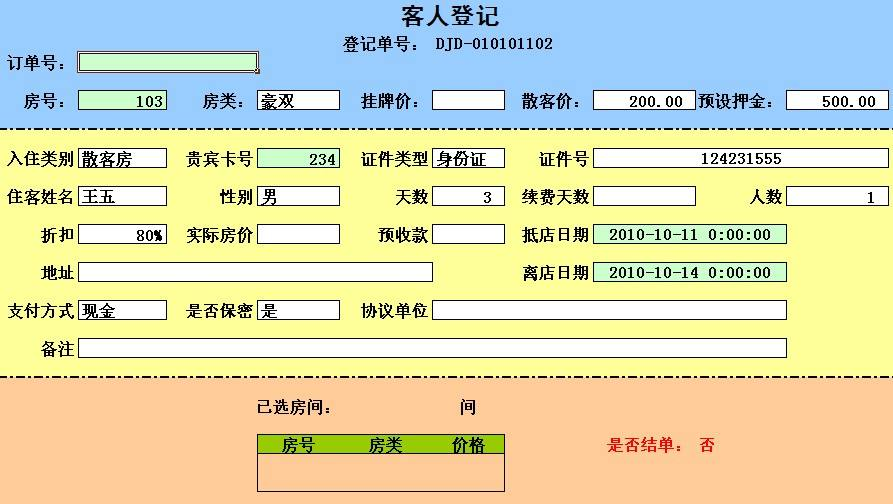 客人登记
登记单号： DJD-010101102
订单号：
房号： 103 房类： 豪双 挂牌价： 散客价： 200.00 预设押金： 500.00
入住类别 散客房 贵宾卡号 234 证件类型 身份证 证件号 124231555
住客姓名 王五 性别 男 天数 3 续费天数 人数 1
折扣 80% 实际房价 预收款 抵店日期 2010-10-11 0:00:00
地址 离店日期 2010-10-14 0:00:00
支付方式 现金 是否保密 是 协议单位
备注
已选房间： 间
房号 房类 价格
是否结单： 否